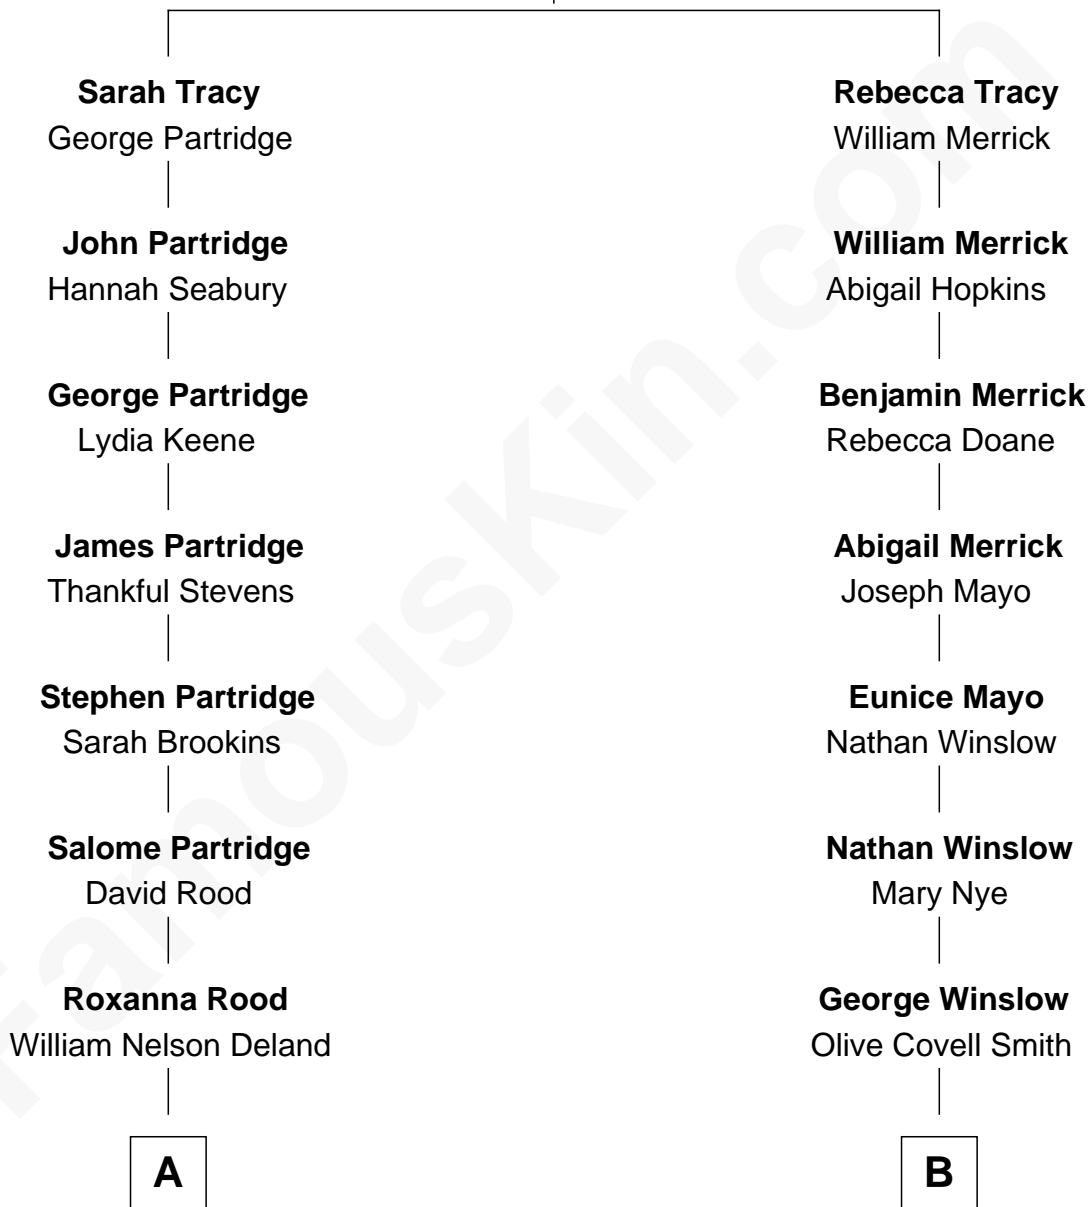 Sarah Tracy
George Partridge
John Partridge
Hannah Seabury
George Partridge
Lydia Keene
James Partridge
Thankful Stevens
Stephen Partridge
Sarah Brookins
Salome Partridge
David Rood
Roxanna Rood
William Nelson Deland
A
Rebecca Tracy
William Merrick
William Merrick
Abigail Hopkins
Benjamin Merrick
Rebecca Doane
Abigail Merrick
Joseph Mayo
Eunice Mayo
Nathan Winslow
Nathan Winslow
Mary Nye
George Winslow
Olive Covell Smith
B
FamousKin.com